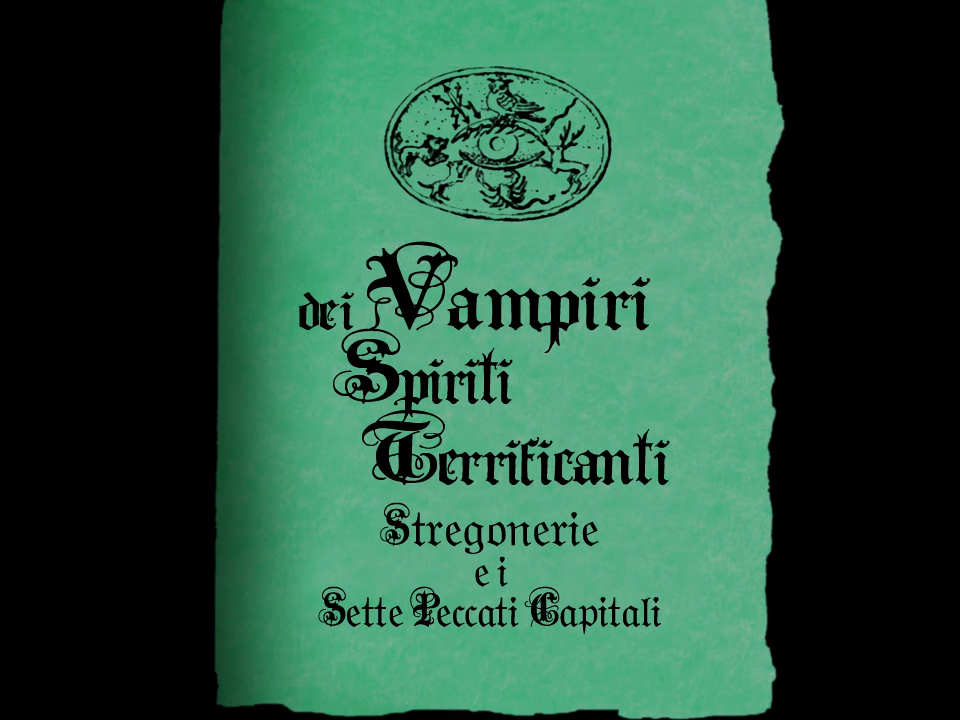 dei Vampiri
Spiriti
Terrificanti
Stregonerie
e i
Sette Peccati Capitali